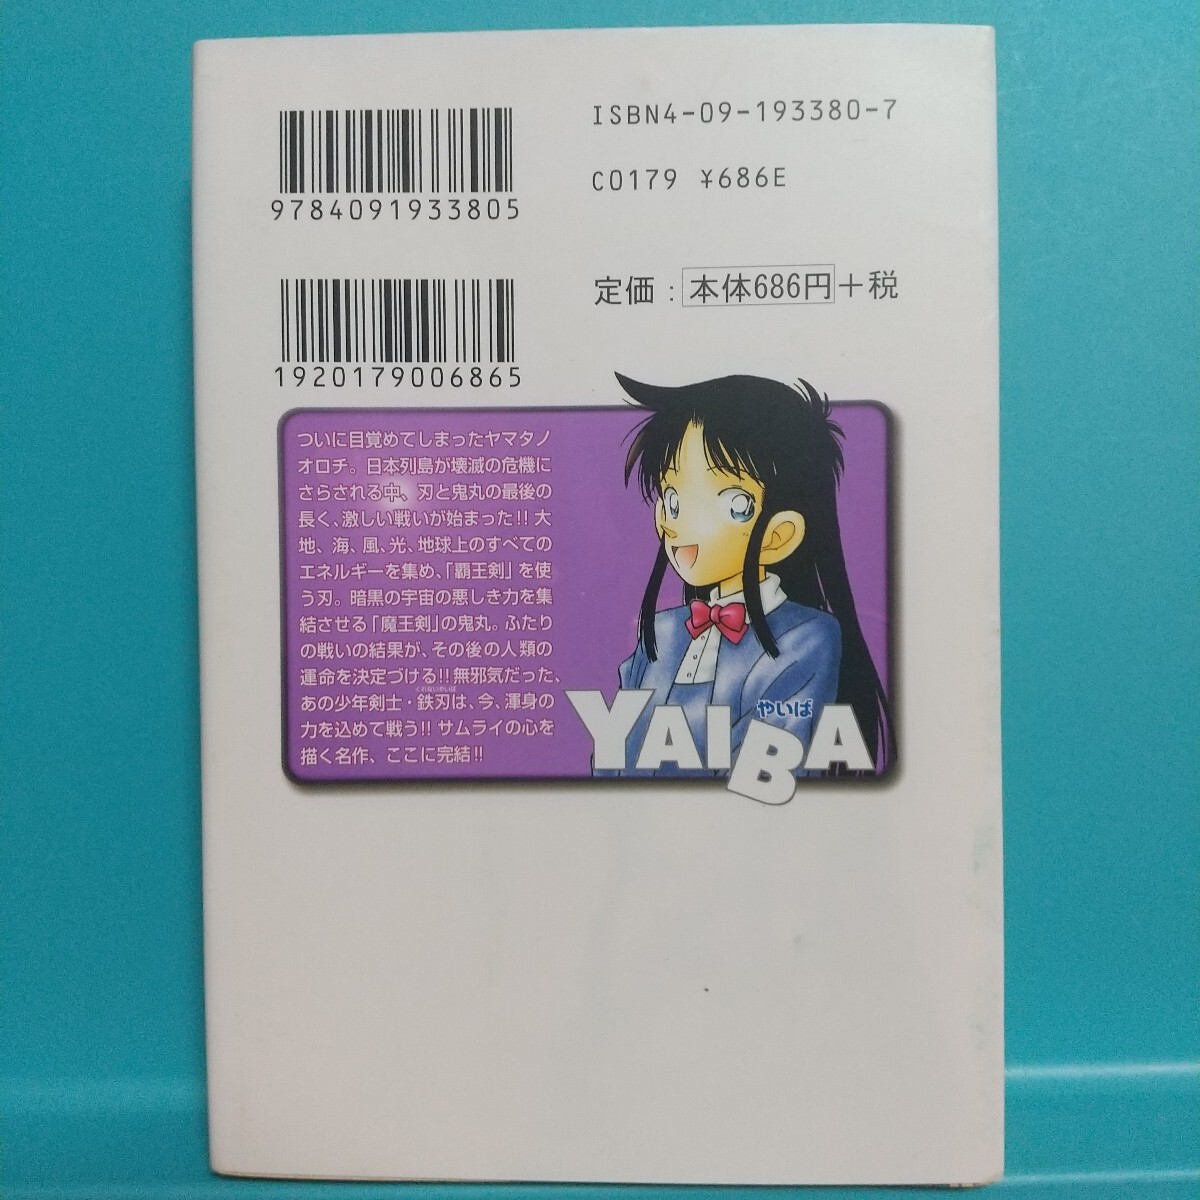 ISBN4-09-193380-7
9784091933805
C0179 ¥686E
定価：本体686円＋税
1920179006865
ついに目覚めてしまったヤマタノ
オロチ。日本列島が壊滅の危機に
さらされる中、刃と鬼丸の最後の
長く、激しい戦いが始まった!! 大
地、海、風、光、地球上のすべての
エネルギーを集め、「覇王剣」を使
う刃。暗黒の宇宙の悪しき力を集
結させる「魔王剣」の鬼丸。ふたり
の戦いの結果が、その後の人類の
運命を決定づける!! 無邪気だった、
くろがねやいば
あの少年剣士・鉄刃は、今、渾身の
力を込めて戦う!! サムライの心を
描く名作、ここに完結!!
やいば
YAIBA